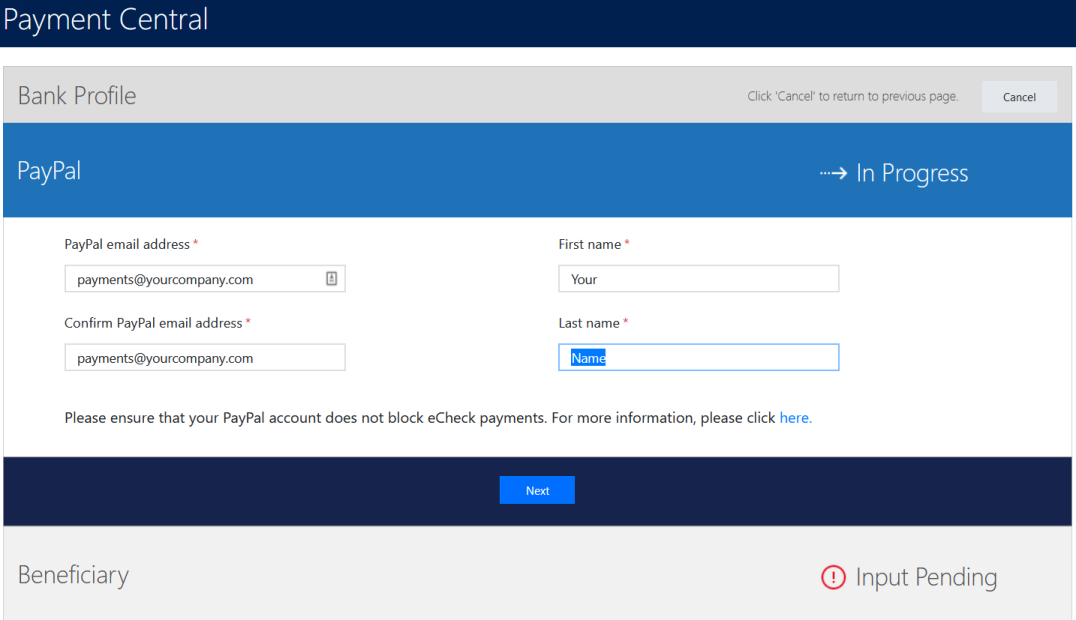 Payment Central
Bank Profile
Click 'Cancel' to return to previous page.
Cancel
PayPal
In Progress
PayPal email address *
First name *
payments@yourcompany.com
Your
Confirm PayPal email address *
Last name *
payments@yourcompany.com
Name
Please ensure that your PayPal account does not block eCheck payments. For more information, please click here.
Next
Beneficiary
Input Pending